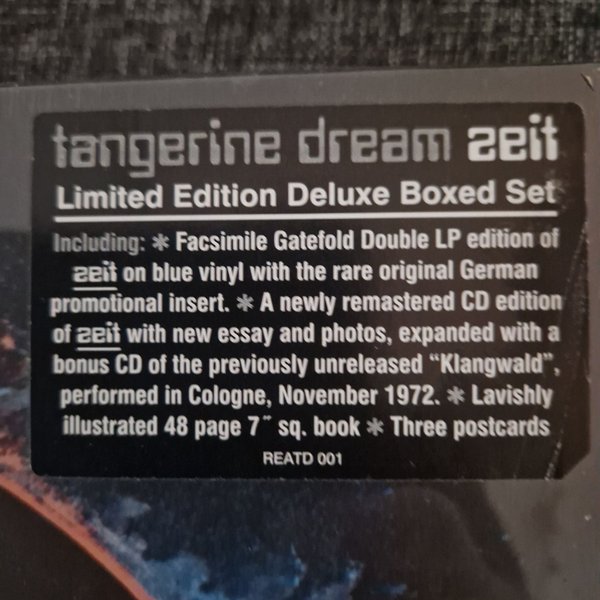 tangerine dream zeit
Limited Edition Deluxe Boxed Set
Including: * Facsimile Gatefold Double LP edition of
zeit on blue vinyl with the rare original German
promotional insert. * A newly remastered CD edition
of zeit with new essay and photos, expanded with a
bonus CD of the previously unreleased “Klangwald”,
performed in Cologne, November 1972. * Lavishly
illustrated 48 page 7" sq. book * Three postcards
REATD 001